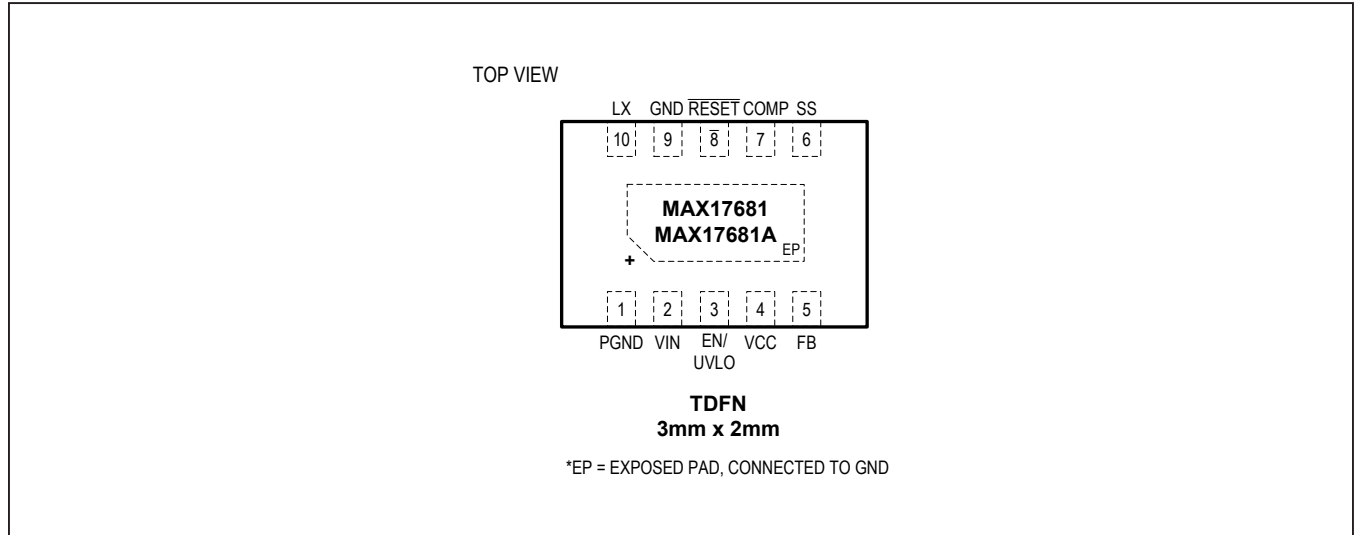 TOP VIEW
LX GND R̅E̅S̅E̅T̅ COMP SS
10 9 8̅ 7 6
MAX17681
MAX17681A
EP
+
1 2 3 4 5
PGND VIN EN/ VCC FB
UVLO
TDFN
3mm x 2mm
*EP = EXPOSED PAD, CONNECTED TO GND